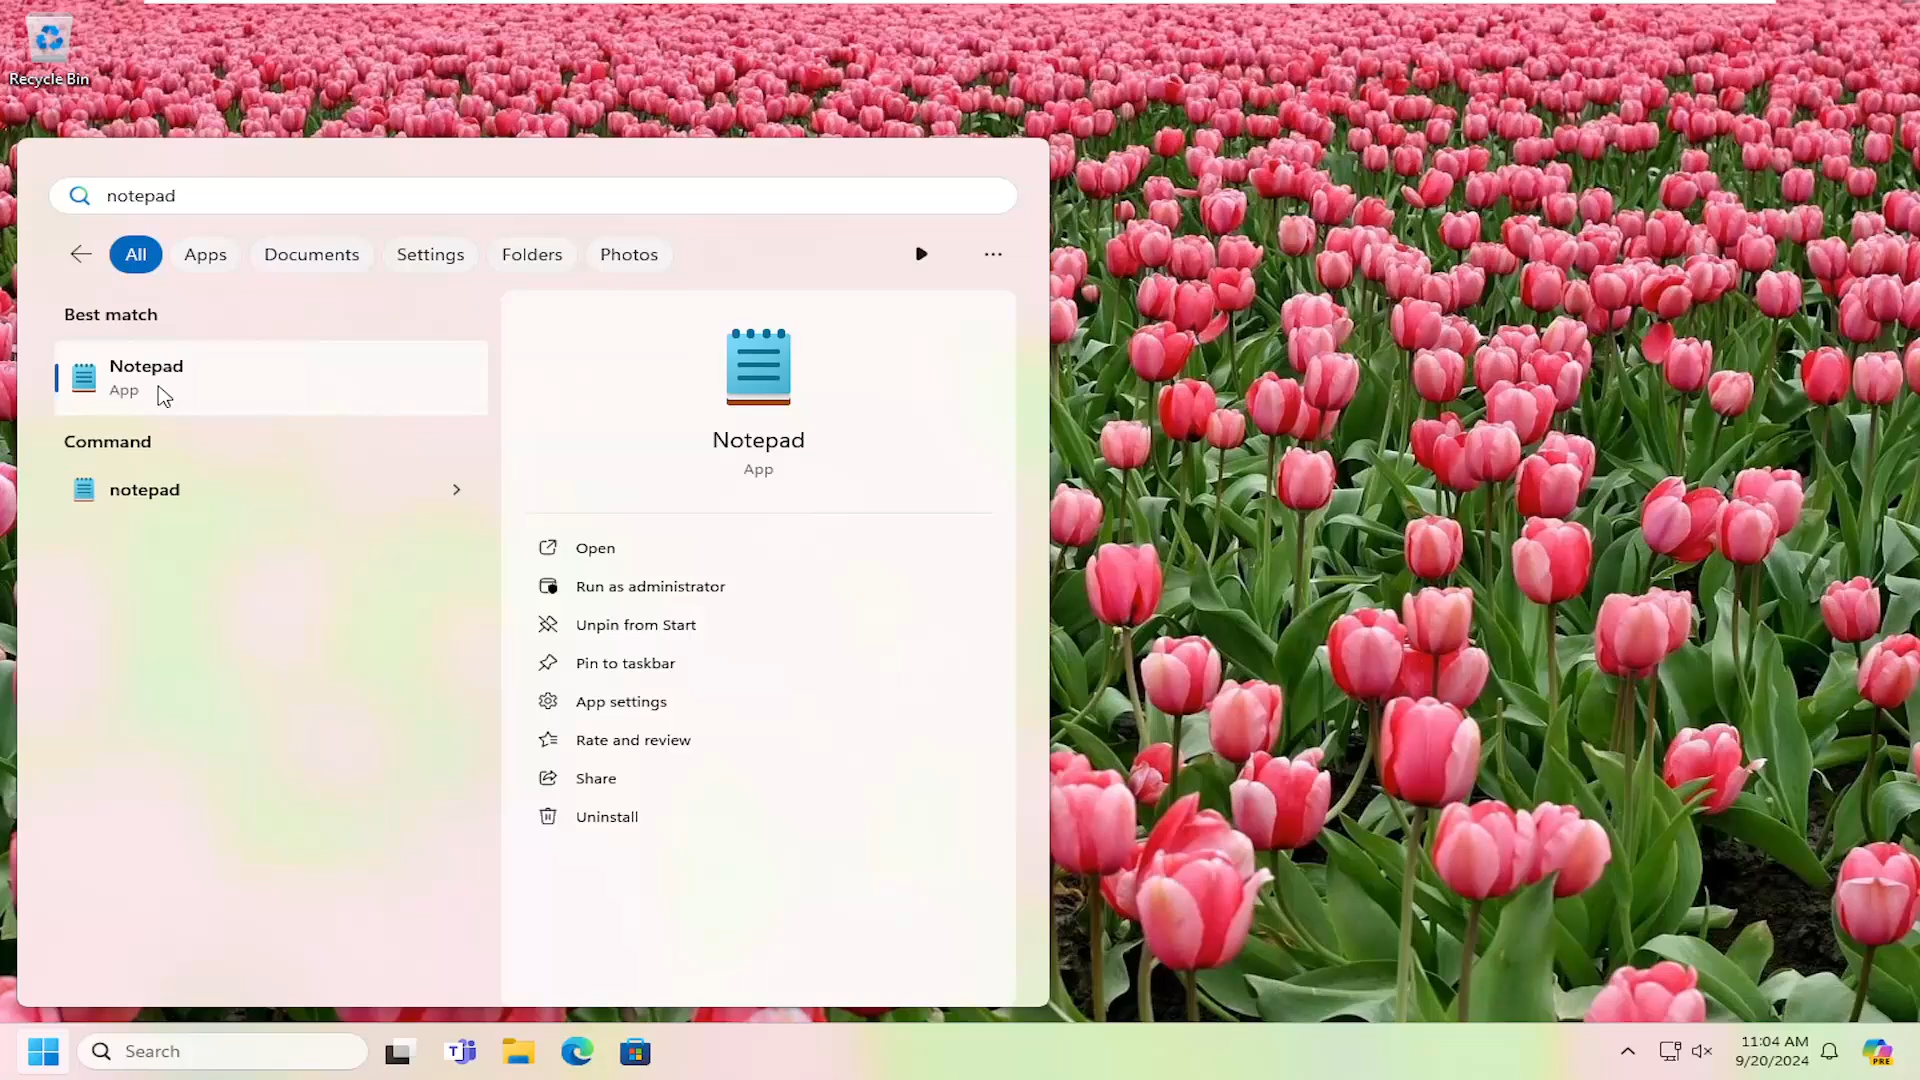 Recycle Bin
notepad
All Apps Documents Settings Folders Photos
Best match
Notepad
App
Command
notepad
Notepad
App
Open
Run as administrator
Unpin from Start
Pin to taskbar
App settings
Rate and review
Share
Uninstall
Search
T
11:04 AM
9/20/2024
PRE